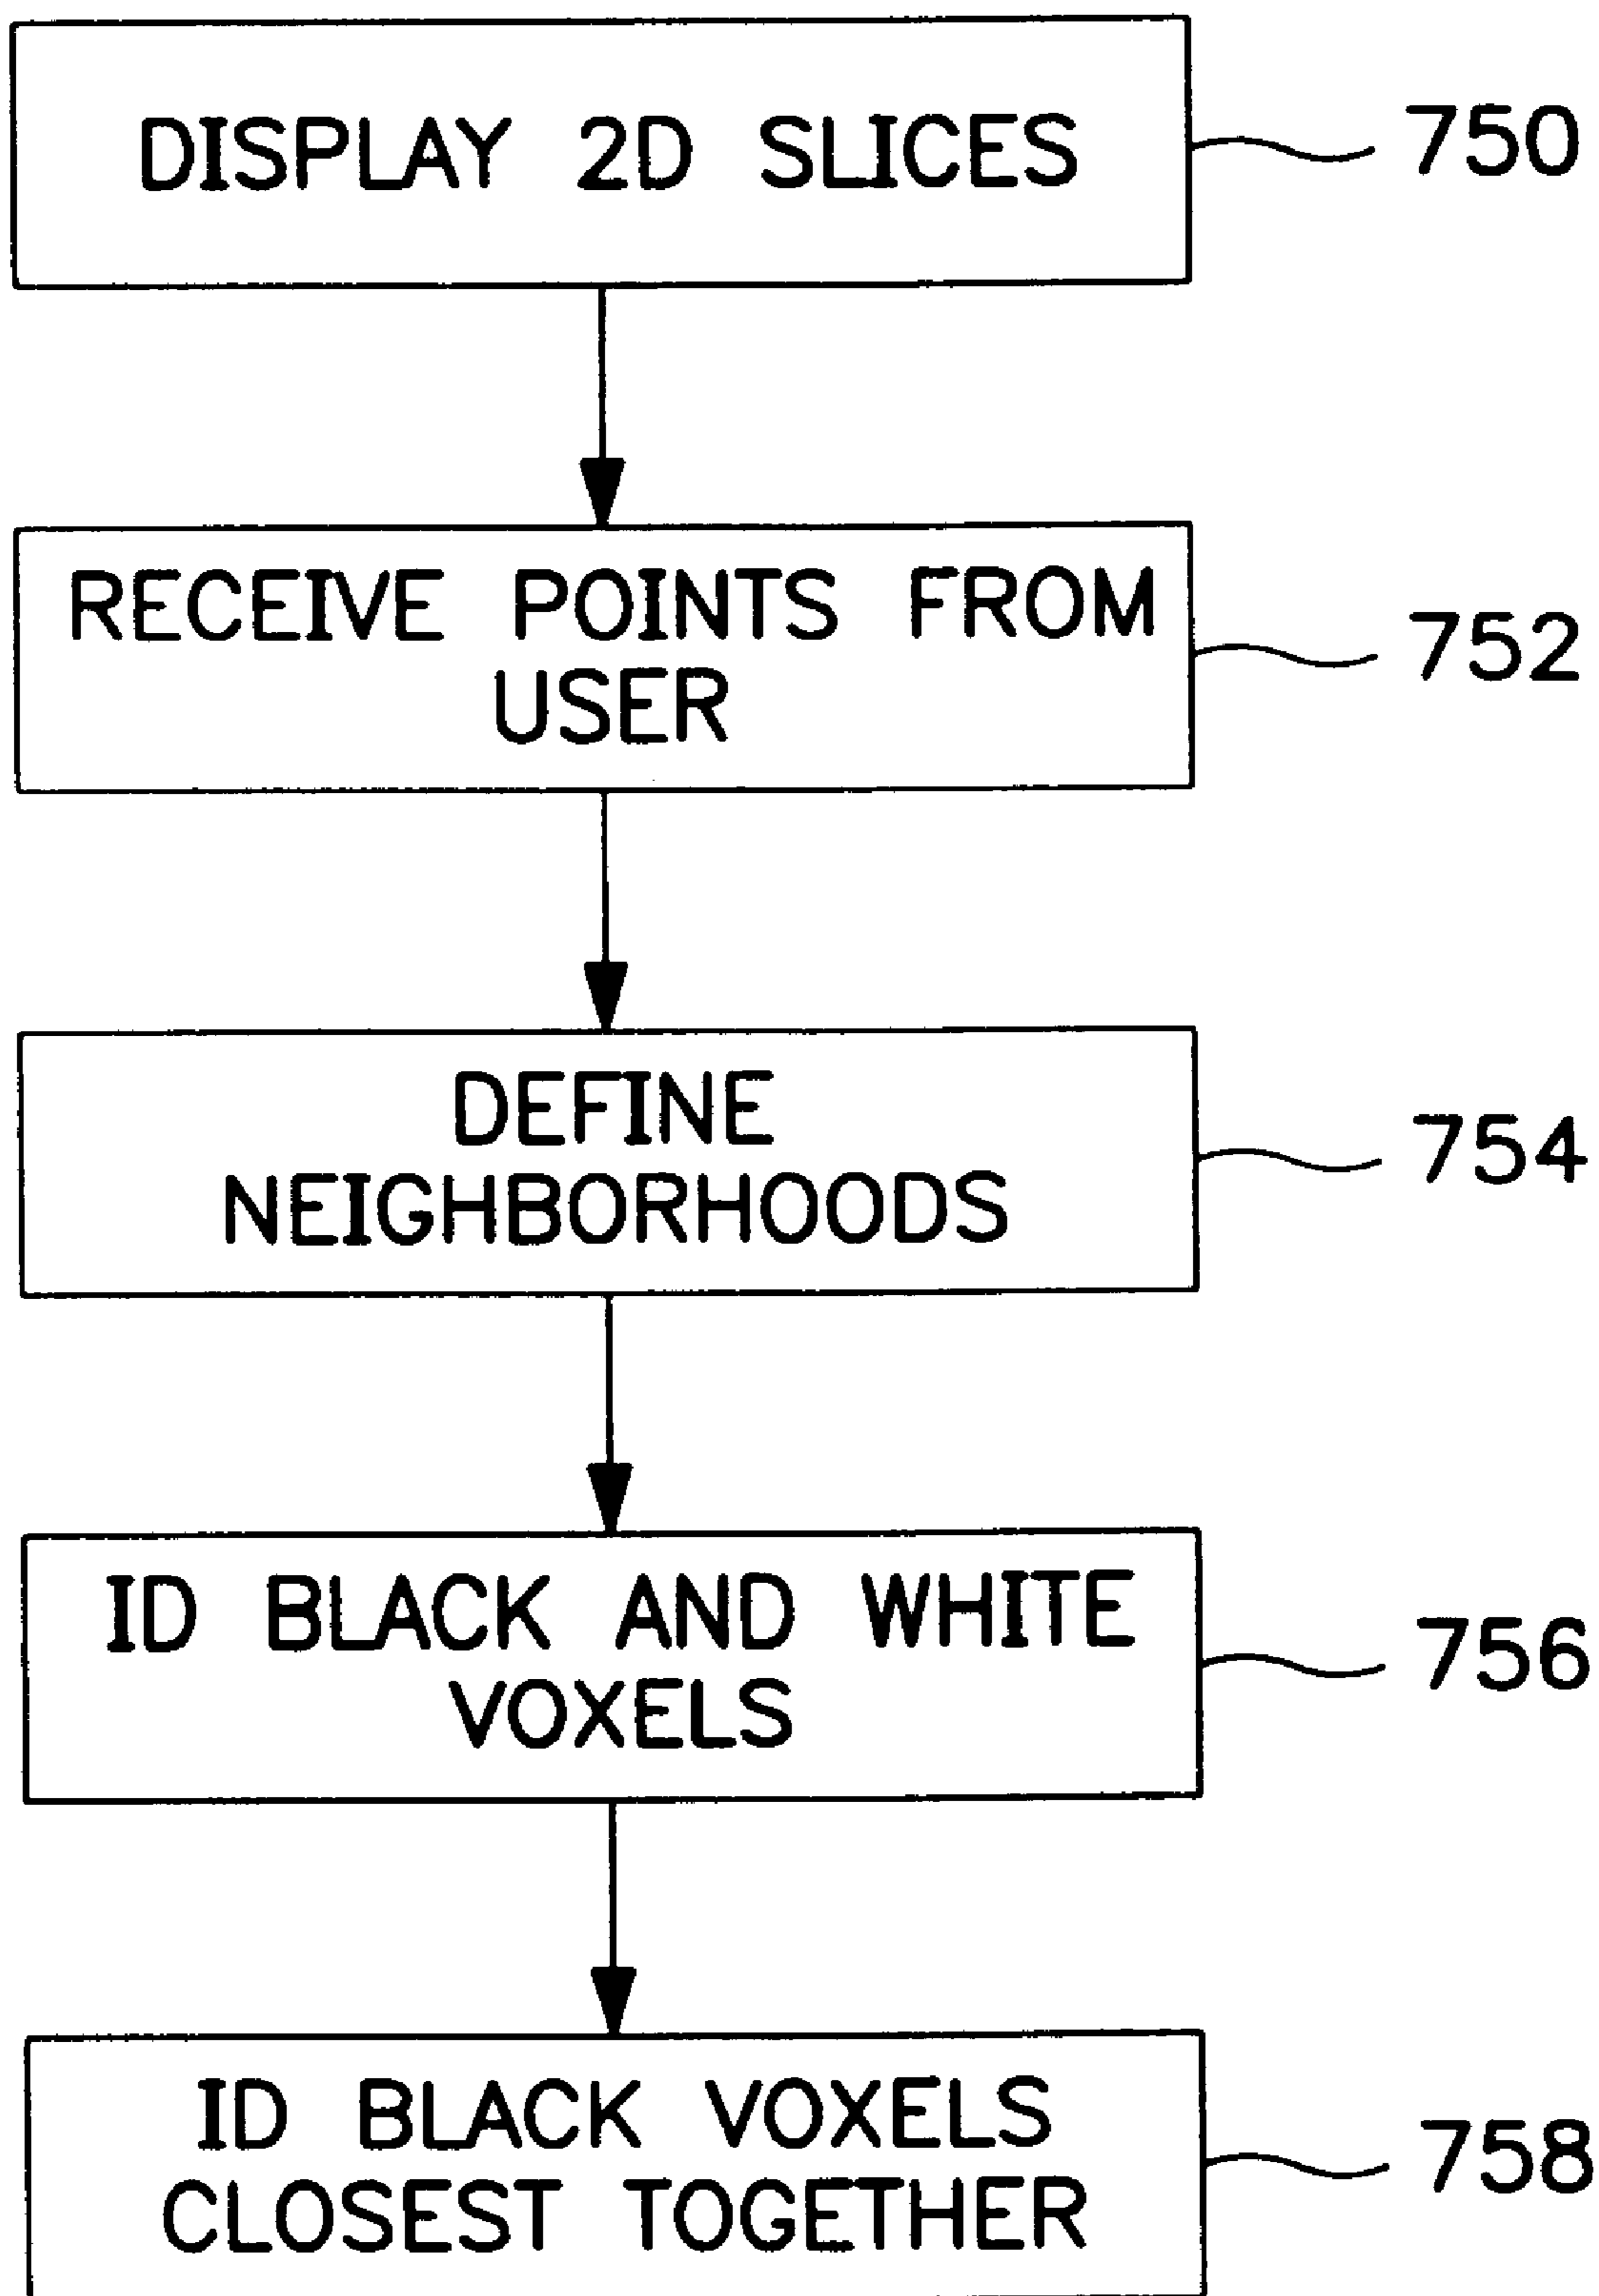 DISPLAY 2D SLICES
750
RECEIVE POINTS FROM
USER
752
DEFINE
NEIGHBORHOODS
754
ID BLACK AND WHITE
VOXELS
756
ID BLACK VOXELS
CLOSEST TOGETHER
758